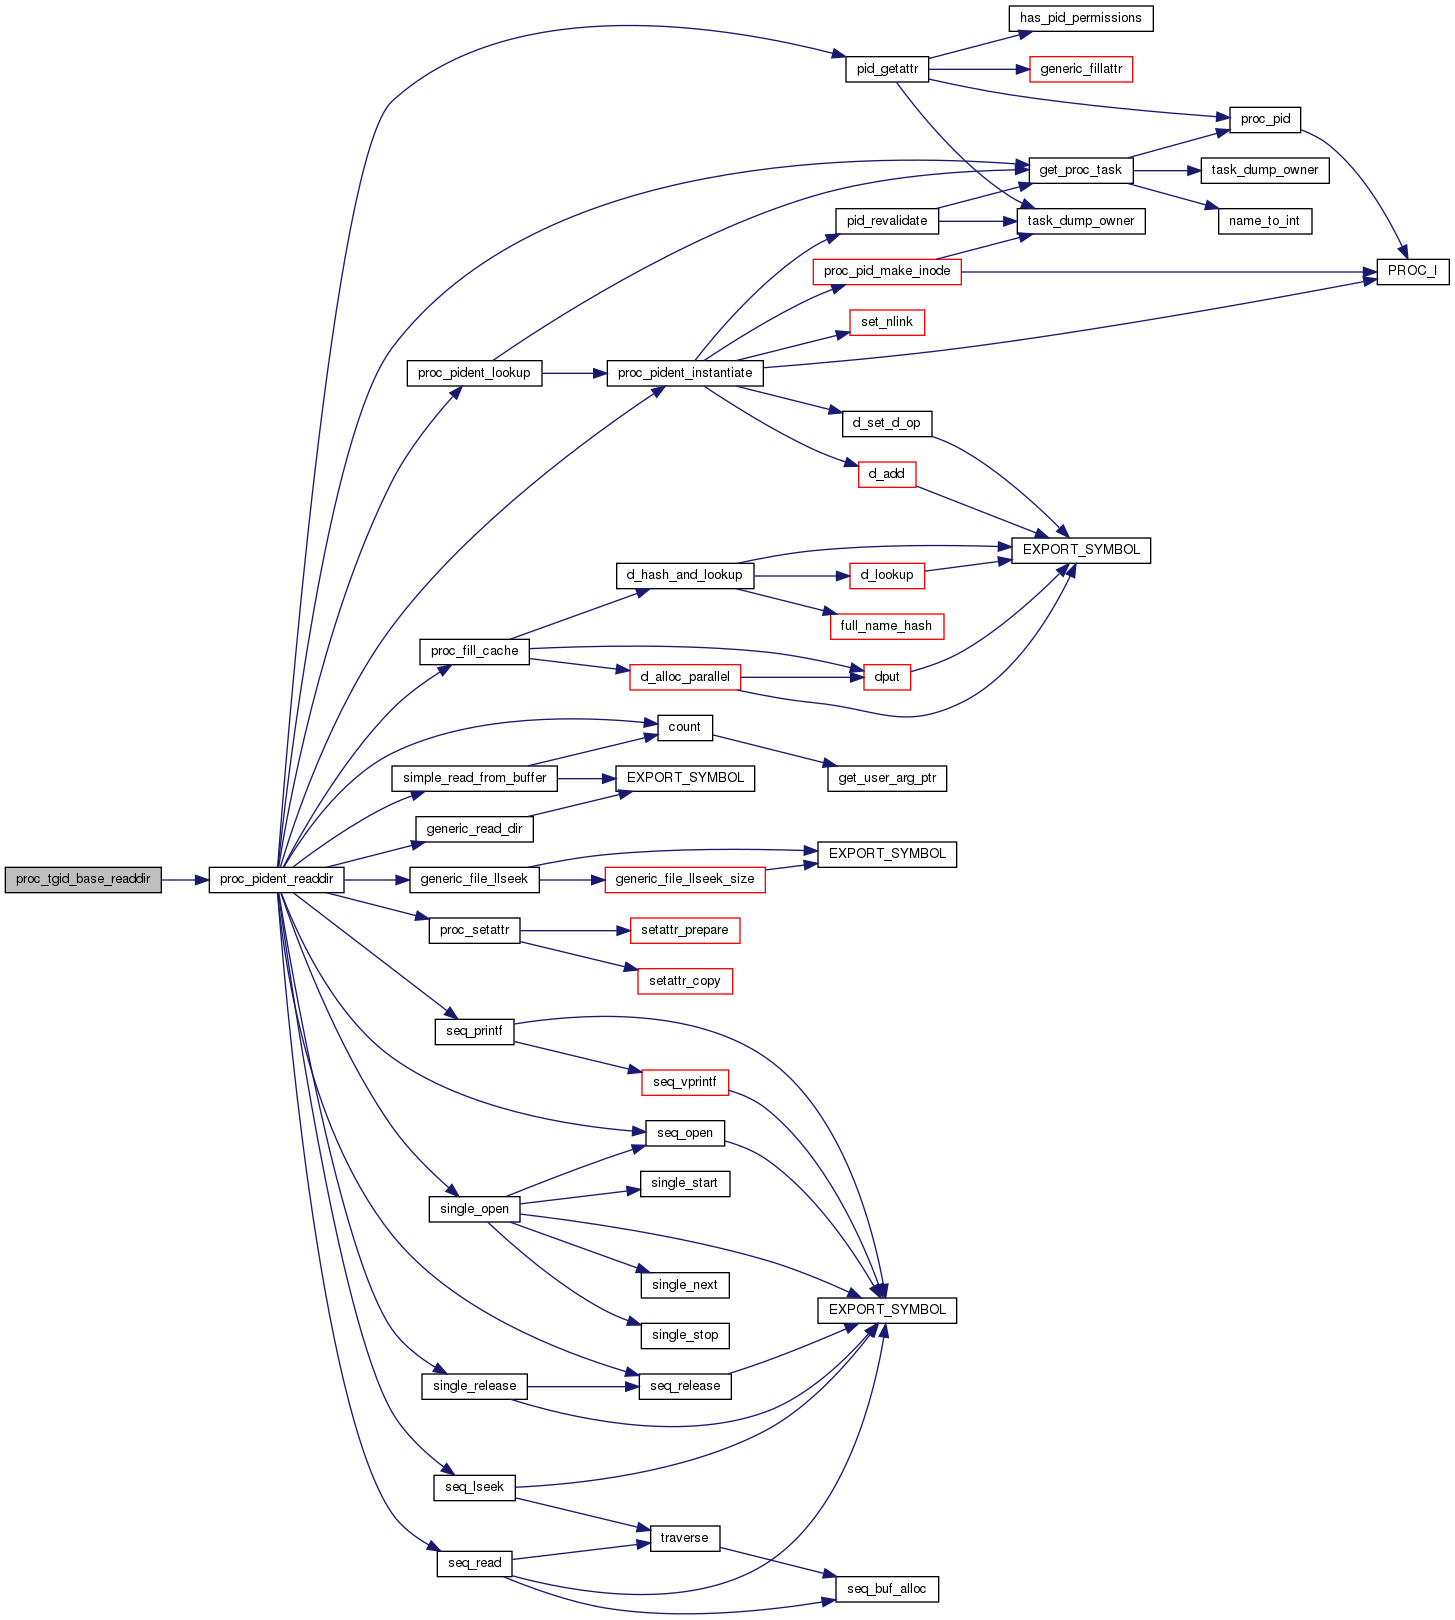 has_pid_permissions
pid_getattr
generic_fillattr
proc_pid
get_proc_task
task_dump_owner
pid_revalidate
task_dump_owner
name_to_int
proc_pid_make_inode
PROC_I
set_nlink
proc_pident_lookup
proc_pident_instantiate
d_set_d_op
d_add
EXPORT_SYMBOL
d_hash_and_lookup
d_lookup
full_name_hash
proc_fill_cache
d_alloc_parallel
dput
count
simple_read_from_buffer
EXPORT_SYMBOL
get_user_arg_ptr
generic_read_dir
EXPORT_SYMBOL
proc_tgid_base_readdir
proc_pident_readdir
generic_file_llseek
generic_file_llseek_size
proc_setattr
setattr_prepare
setattr_copy
seq_printf
seq_vprintf
seq_open
single_start
single_open
single_next
EXPORT_SYMBOL
single_stop
single_release
seq_release
seq_lseek
traverse
seq_read
seq_buf_alloc